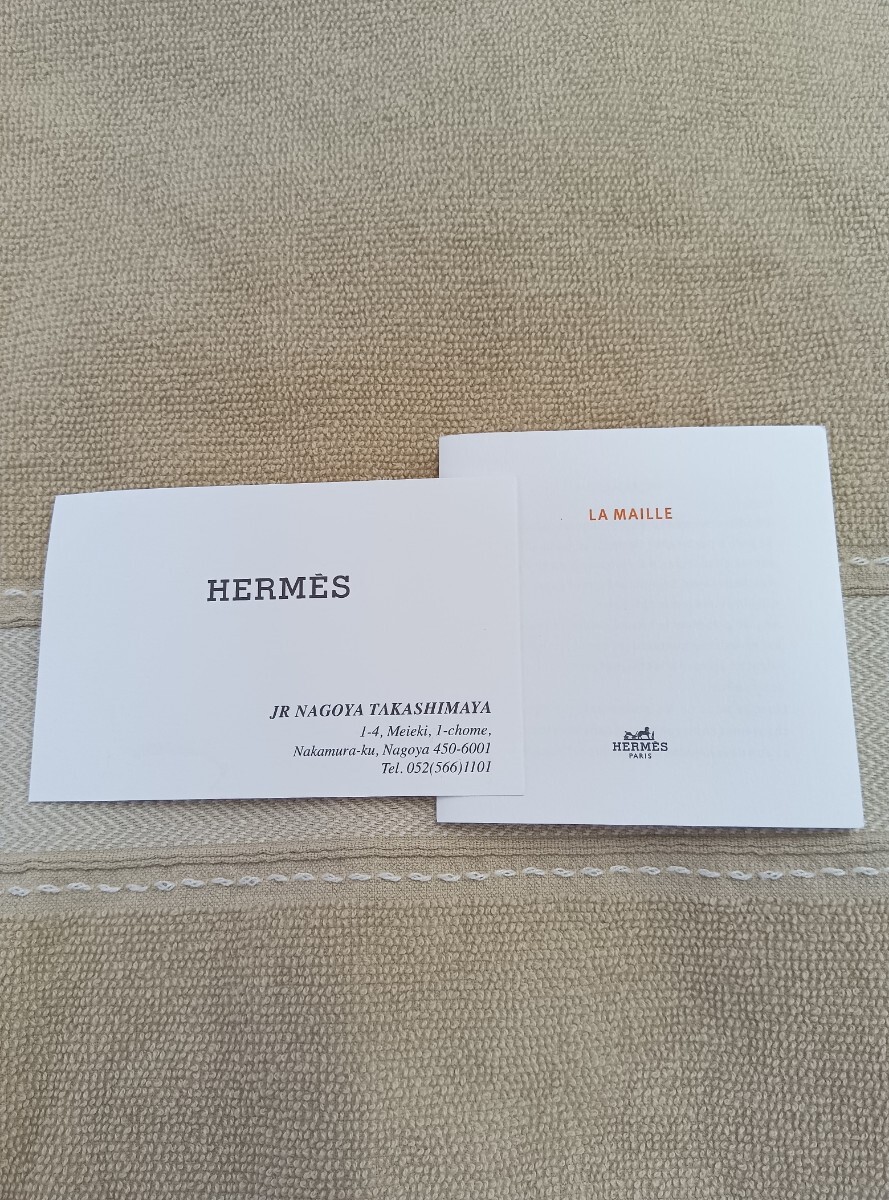 HERMÈS
JR NAGOYA TAKASHIMAYA
1-4, Meieki, 1-chome,
Nakamura-ku, Nagoya 450-6001
Tel. 052(566)1101
LA MAILLE
HERMÈS
PARIS